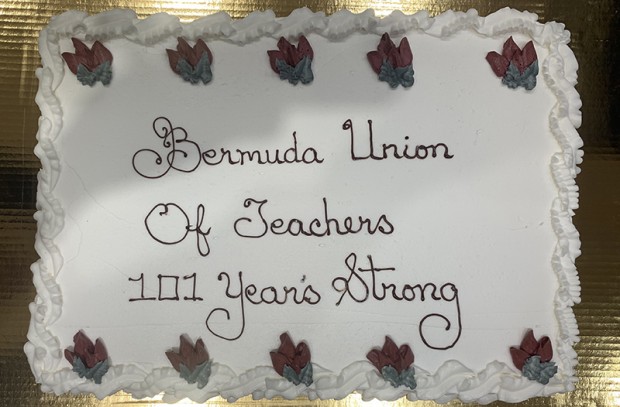 Bermuda Union
Of Teachers
101 Year's Strong